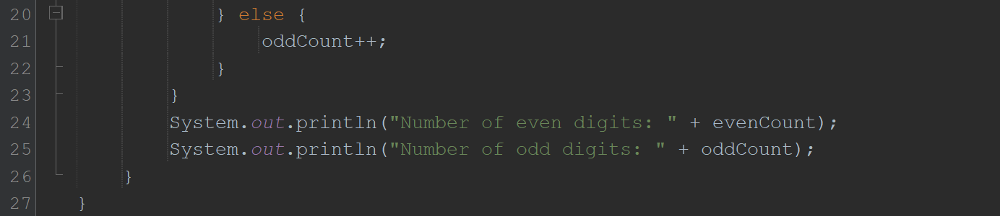 20 } else {
21 oddCount++;
22 }
23 }
24 System.out.println("Number of even digits: " + evenCount);
25 System.out.println("Number of odd digits: " + oddCount);
26 }
27 }